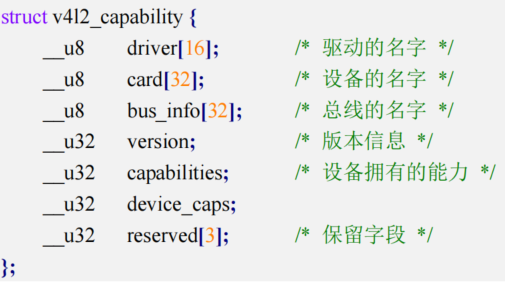 struct v4l2_capability {
__u8 driver[16]; /* 驱动的名字 */
__u8 card[32]; /* 设备的名字 */
__u8 bus_info[32]; /* 总线的名字 */
__u32 version; /* 版本信息 */
__u32 capabilities; /* 设备拥有的能力 */
__u32 device_caps;
__u32 reserved[3]; /* 保留字段 */
};